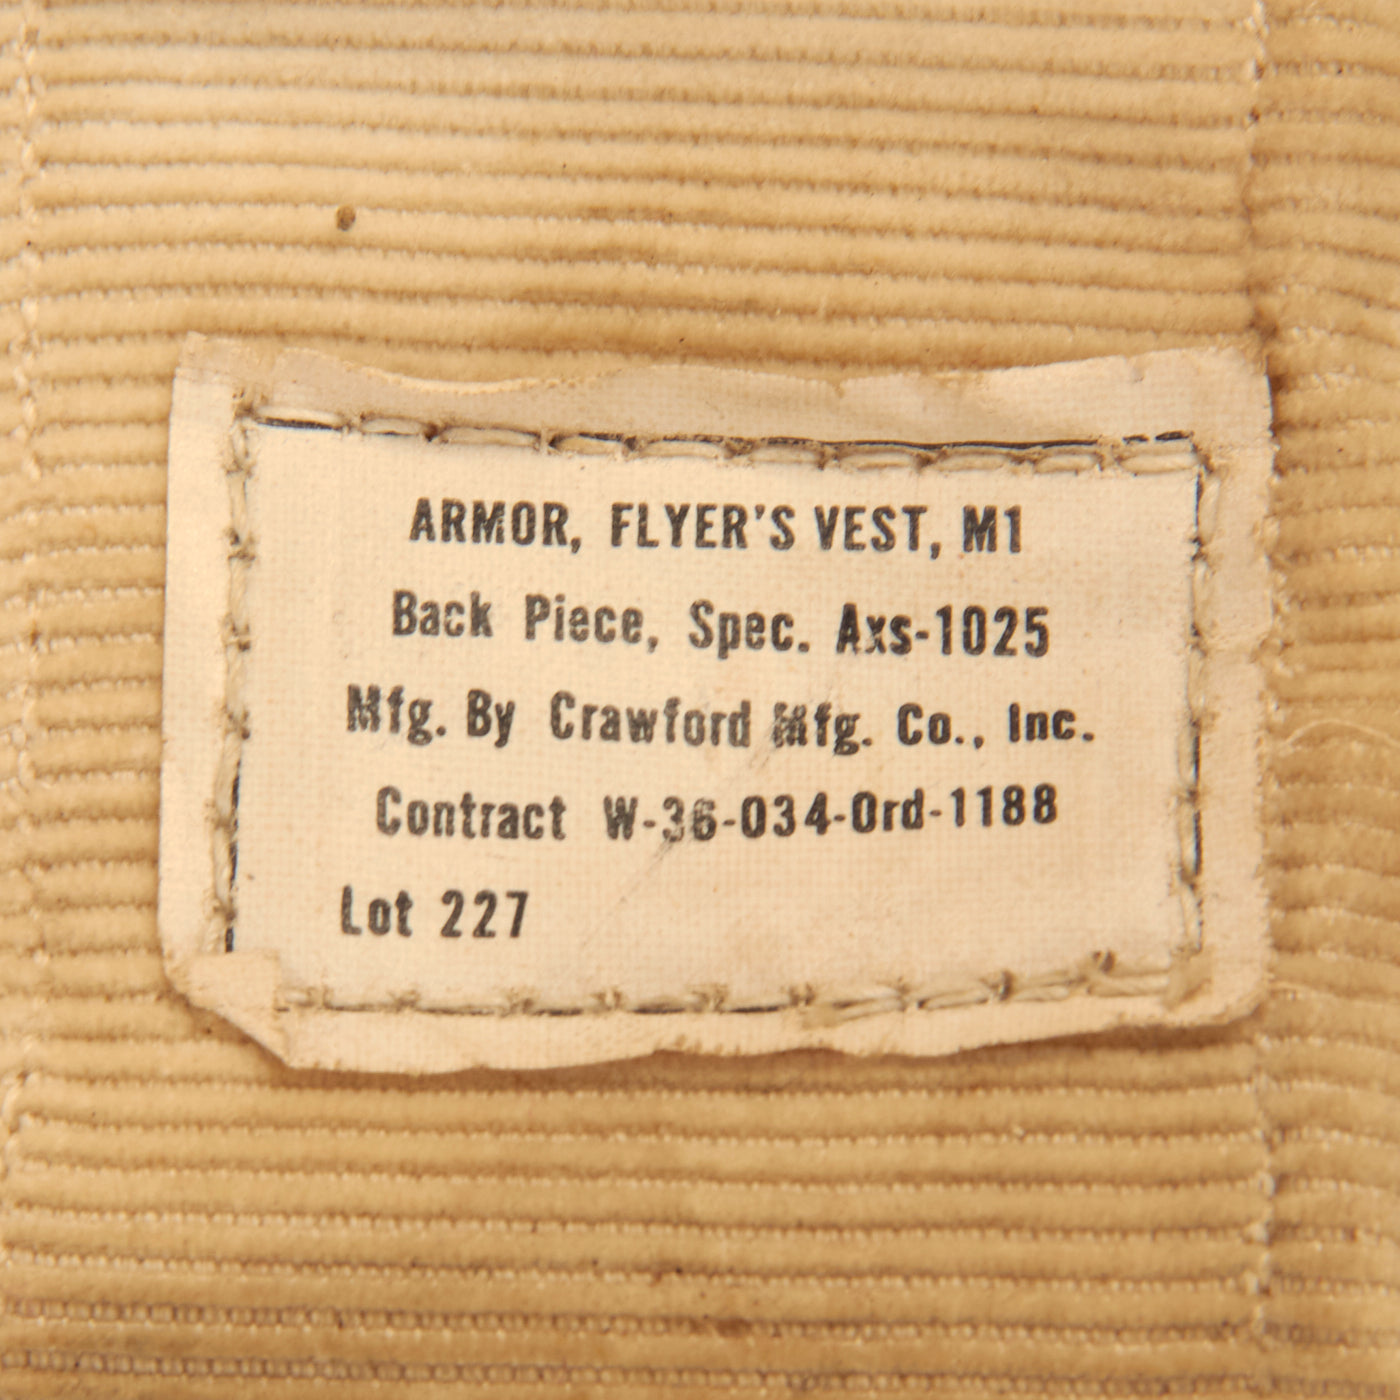 ARMOR, FLYER'S VEST, M1
Back Piece, Spec. Axs-1025
Mfg. By Crawford Mfg. Co., Inc.
Contract W-36-034-Ord-1188
Lot 227